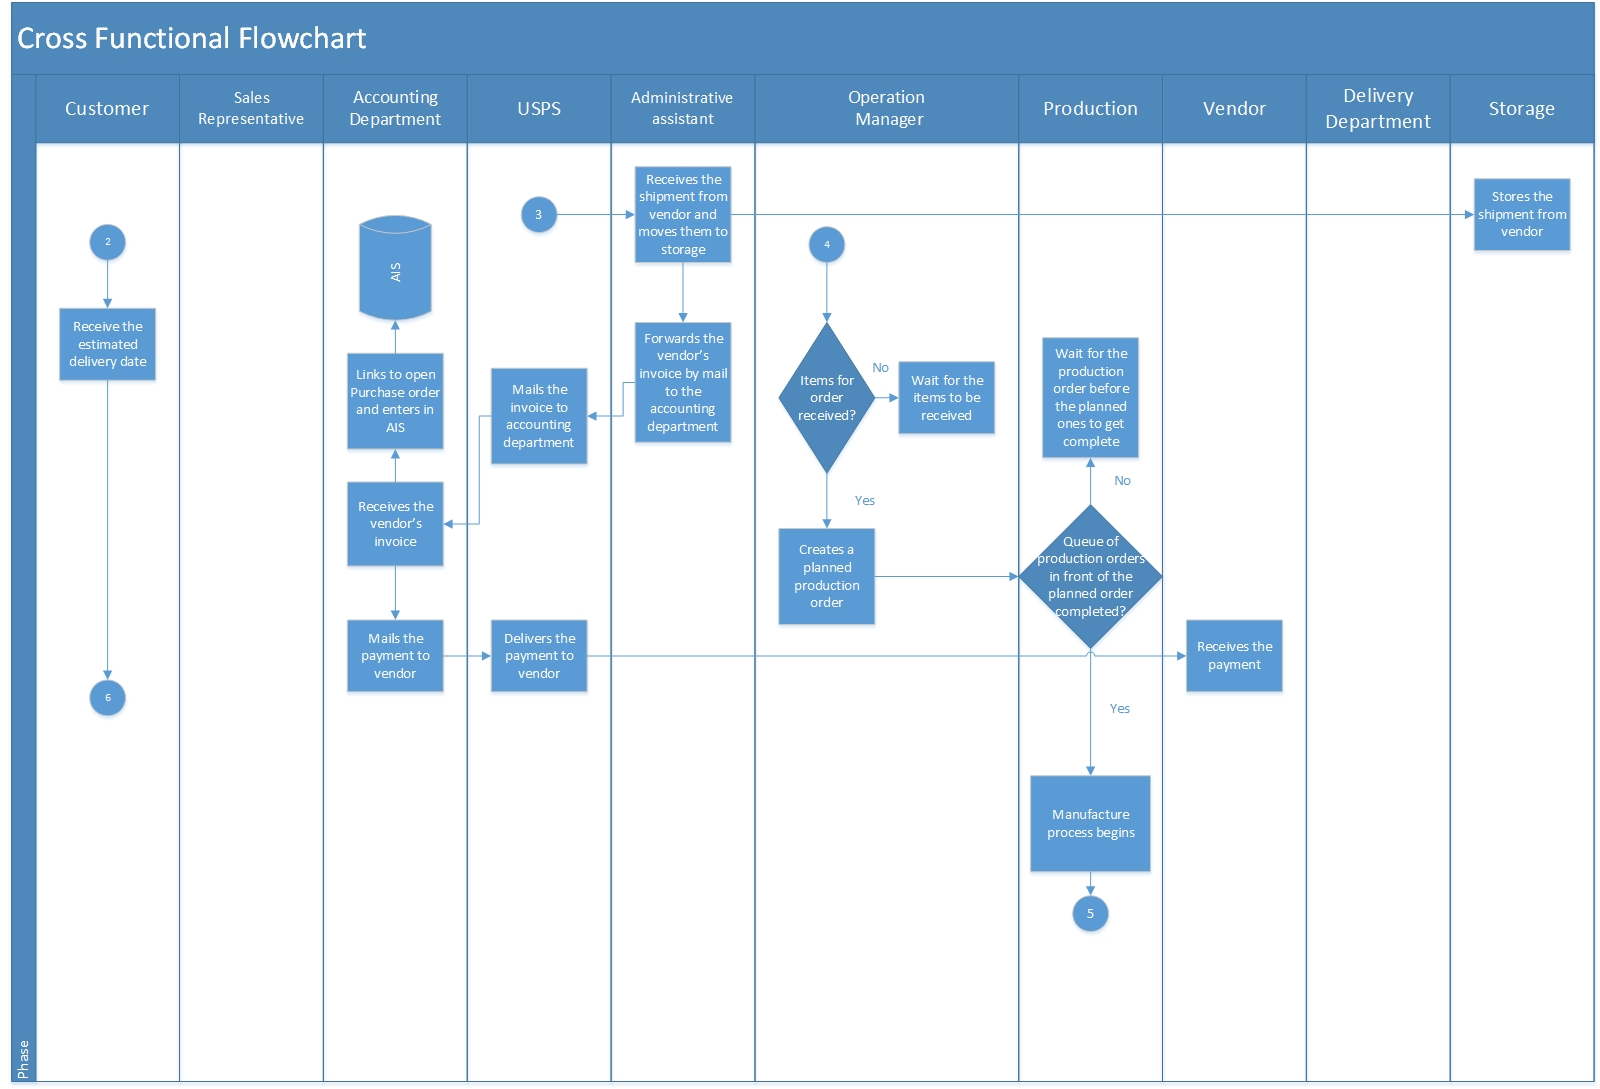 Cross Functional Flowchart
Customer
Sales
Representative
Accounting
Department
USPS
Administrative
assistant
Operation
Manager
Production
Vendor
Delivery
Department
Storage
Phase
2
Receive the
estimated
delivery date
6
AIS
Links to open
Purchase order
and enters in
AIS
Receives the
vendor’s
invoice
Mails the
payment to
vendor
3
Mails the
invoice to
accounting
department
Delivers the
payment to
vendor
Receives the
shipment from
vendor and
moves them to
storage
Forwards the
vendor’s
invoice by mail
to the
accounting
department
4
Items for
order
received?
No
Wait for the
items to be
received
Yes
Creates a
planned
production
order
Wait for the
production
order before
the planned
ones to get
complete
No
Queue of
production orders
in front of the
planned order
completed?
Yes
Manufacture
process begins
5
Receives the
payment
Stores the
shipment from
vendor